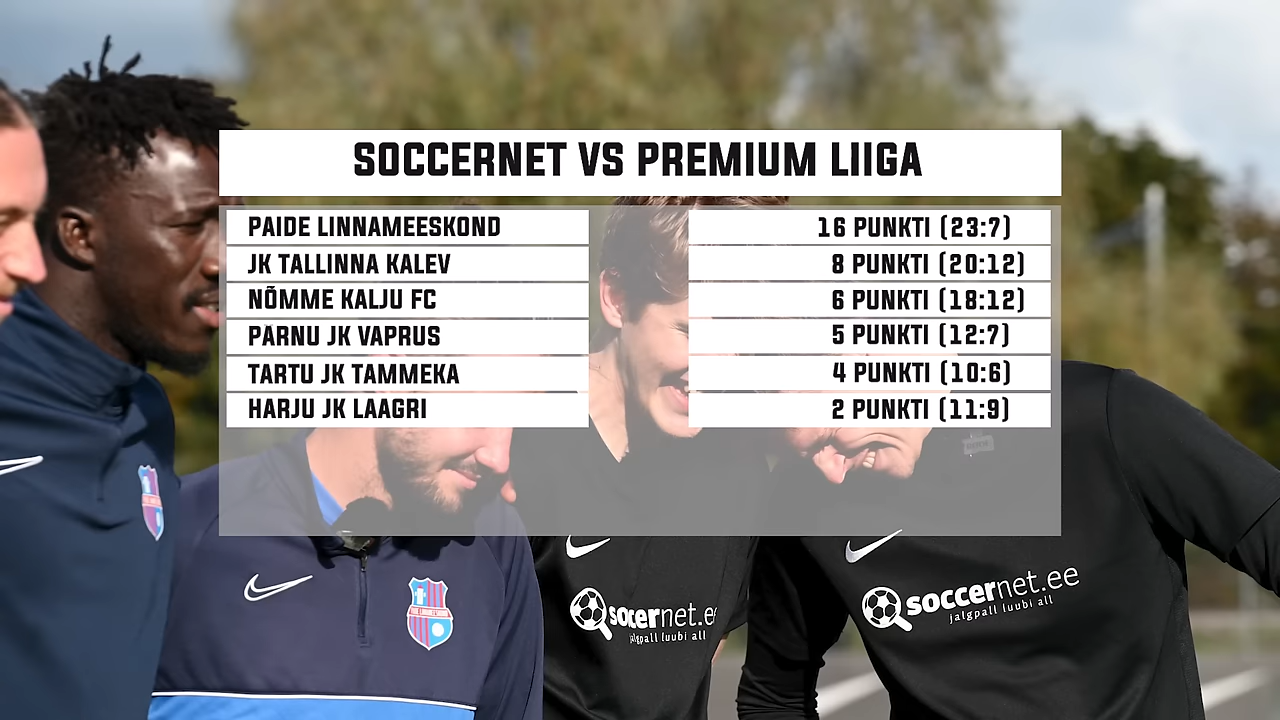 SOCCERNET VS PREMIUM LIIGA
PAIDE LINNAMEESKOND 16 PUNKTI (23:7)
JK TALLINNA KALEV 8 PUNKTI (20:12)
NÕMME KALJU FC 6 PUNKTI (18:12)
PÄRNU JK VAPRUS 5 PUNKTI (12:7)
TARTU JK TAMMEKA 4 PUNKTI (10:6)
HARJU JK LAAGRI 2 PUNKTI (11:9)
soccernet.ee
jalgpall luubi all
soccernet.ee
jalgpall luubi all